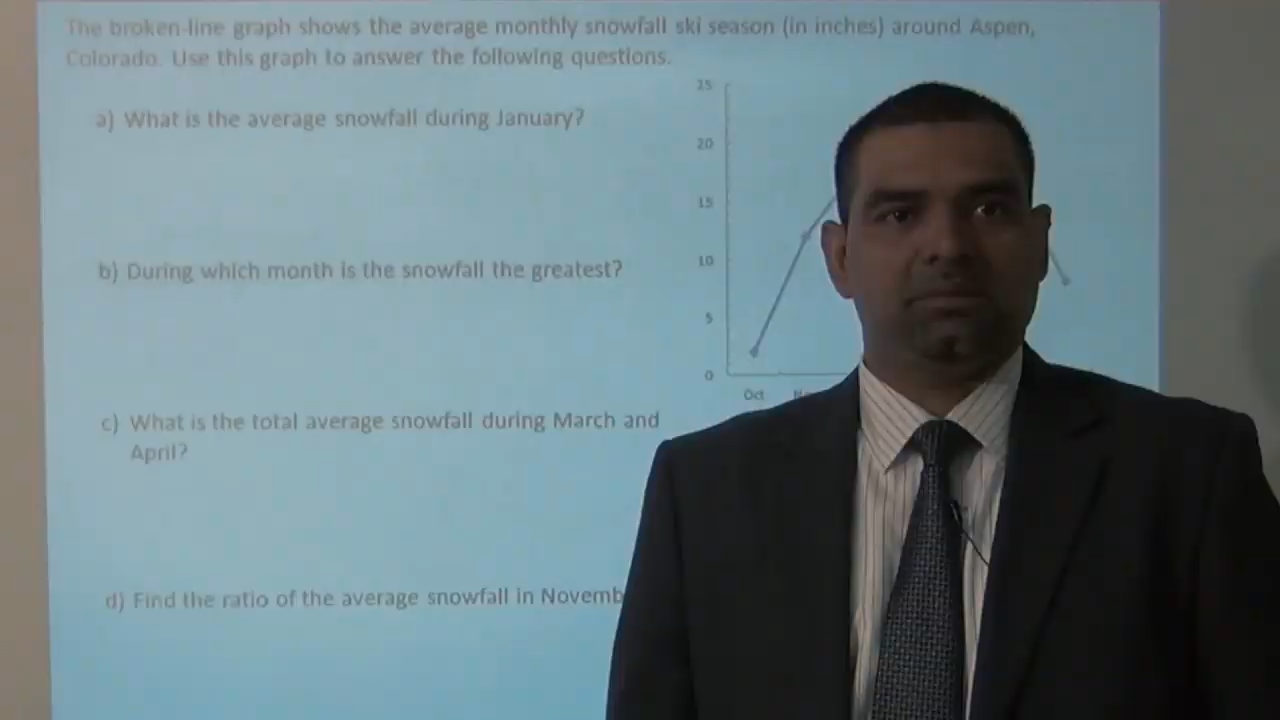 The broken-line graph shows the average monthly snowfall ski season (in inches) around Aspen,
Colorado. Use this graph to answer the following questions.
a) What is the average snowfall during January?
b) During which month is the snowfall the greatest?
c) What is the total average snowfall during March and
April?
d) Find the ratio of the average snowfall in Novemb
25
20
15
10
5
0
Oct